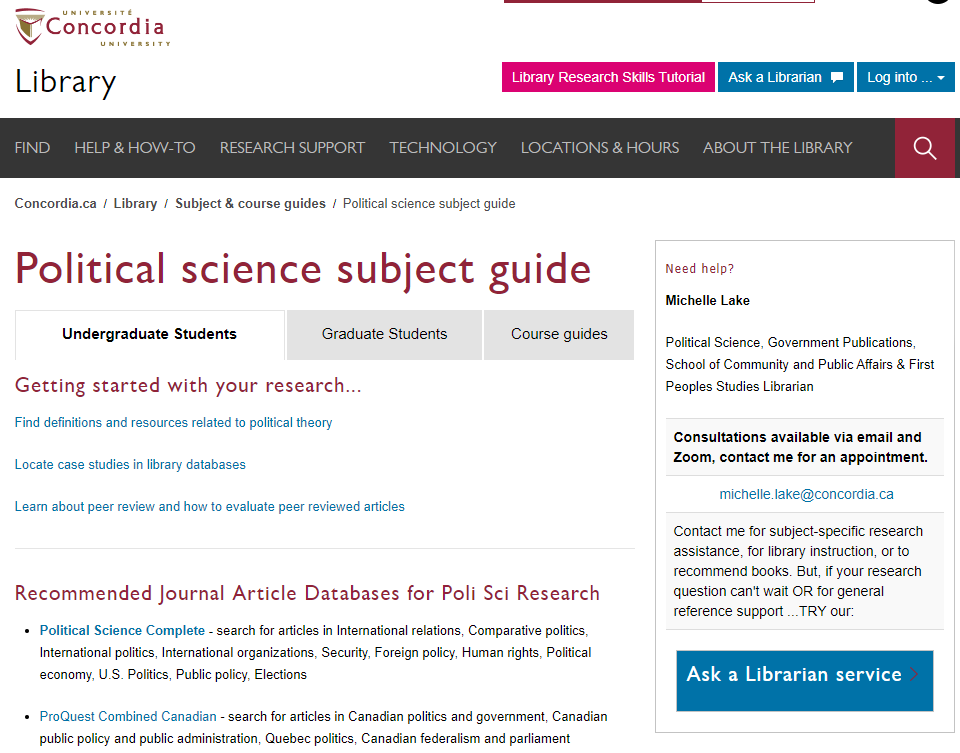 UNIVERSITÉ
Concordia
UNIVERSITY
Library
Library Research Skills Tutorial
Ask a Librarian
Log into ...
FIND
HELP & HOW-TO
RESEARCH SUPPORT
TECHNOLOGY
LOCATIONS & HOURS
ABOUT THE LIBRARY
Concordia.ca / Library / Subject & course guides / Political science subject guide
Political science subject guide
Undergraduate Students
Graduate Students
Course guides
Getting started with your research...
Find definitions and resources related to political theory
Locate case studies in library databases
Learn about peer review and how to evaluate peer reviewed articles
Recommended Journal Article Databases for Poli Sci Research
• Political Science Complete - search for articles in International relations, Comparative politics,
International politics, International organizations, Security, Foreign policy, Human rights, Political
economy, U.S. Politics, Public policy, Elections
• ProQuest Combined Canadian - search for articles in Canadian politics and government, Canadian
public policy and public administration, Quebec politics, Canadian federalism and parliament
Need help?
Michelle Lake
Political Science, Government Publications,
School of Community and Public Affairs & First
Peoples Studies Librarian
Consultations available via email and
Zoom, contact me for an appointment.
michelle.lake@concordia.ca
Contact me for subject-specific research
assistance, for library instruction, or to
recommend books. But, if your research
question can't wait OR for general
reference support ...TRY our:
Ask a Librarian service